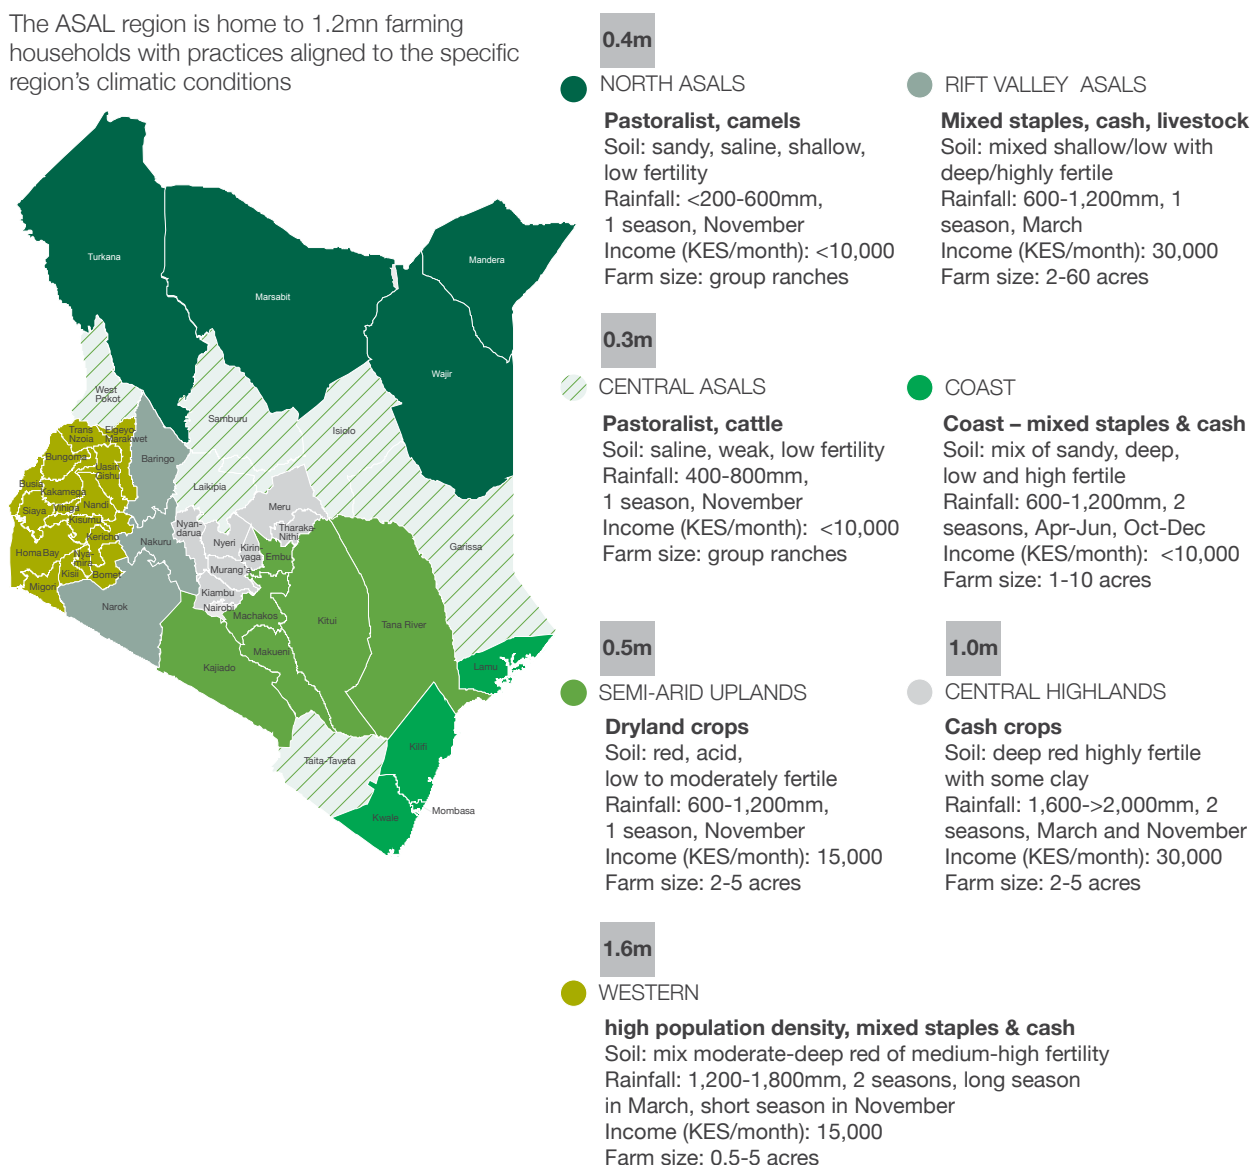 The ASAL region is home to 1.2mn farming
households with practices aligned to the specific
region's climatic conditions
Turkana
Marsabit
Mandera
Wajir
West
Pokot
Samburu
Isiolo
Trans
Nzoia
Elgeyo-
Marakwet
Bungoma
Uasin
Gishu
Baringo
Laikipia
Busia
Kakamega
Siaya
Vihiga
Nandi
Kisumu
Meru
Nyan-
darua
Tharaka-
Nithi
Kericho
Nakuru
Nyeri
Kirin-
yaga
Embu
Garissa
Homa Bay
Nya-
mira
Murang'a
Kisii
Bomet
Migori
Kiambu
Nairobi
Narok
Machakos
Kitui
Tana River
Makueni
Kajiado
Lamu
Taita-Taveta
Kilifi
Mombasa
Kwale
0.4m
NORTH ASALS
Pastoralist, camels
Soil: sandy, saline, shallow,
low fertility
Rainfall: <200-600mm,
1 season, November
Income (KES/month): <10,000
Farm size: group ranches
RIFT VALLEY ASALS
Mixed staples, cash, livestock
Soil: mixed shallow/low with
deep/highly fertile
Rainfall: 600-1,200mm, 1
season, March
Income (KES/month): 30,000
Farm size: 2-60 acres
0.3m
CENTRAL ASALS
Pastoralist, cattle
Soil: saline, weak, low fertility
Rainfall: 400-800mm,
1 season, November
Income (KES/month): <10,000
Farm size: group ranches
COAST
Coast – mixed staples & cash
Soil: mix of sandy, deep,
low and high fertile
Rainfall: 600-1,200mm, 2
seasons, Apr-Jun, Oct-Dec
Income (KES/month): <10,000
Farm size: 1-10 acres
0.5m
SEMI-ARID UPLANDS
Dryland crops
Soil: red, acid,
low to moderately fertile
Rainfall: 600-1,200mm,
1 season, November
Income (KES/month): 15,000
Farm size: 2-5 acres
1.0m
CENTRAL HIGHLANDS
Cash crops
Soil: deep red highly fertile
with some clay
Rainfall: 1,600->2,000mm, 2
seasons, March and November
Income (KES/month): 30,000
Farm size: 2-5 acres
1.6m
WESTERN
high population density, mixed staples & cash
Soil: mix moderate-deep red of medium-high fertility
Rainfall: 1,200-1,800mm, 2 seasons, long season
in March, short season in November
Income (KES/month): 15,000
Farm size: 0.5-5 acres